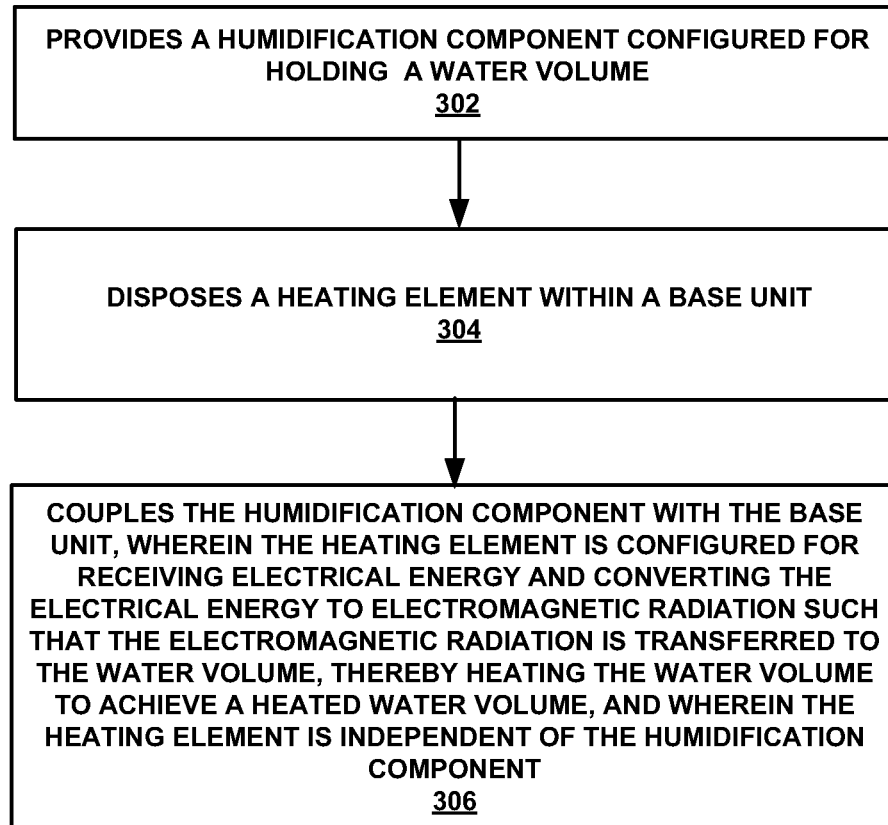 PROVIDES A HUMIDIFICATION COMPONENT CONFIGURED FOR
HOLDING A WATER VOLUME
302
DISPOSES A HEATING ELEMENT WITHIN A BASE UNIT
304
COUPLES THE HUMIDIFICATION COMPONENT WITH THE BASE
UNIT, WHEREIN THE HEATING ELEMENT IS CONFIGURED FOR
RECEIVING ELECTRICAL ENERGY AND CONVERTING THE
ELECTRICAL ENERGY TO ELECTROMAGNETIC RADIATION SUCH
THAT THE ELECTROMAGNETIC RADIATION IS TRANSFERRED TO
THE WATER VOLUME, THEREBY HEATING THE WATER VOLUME
TO ACHIEVE A HEATED WATER VOLUME, AND WHEREIN THE
HEATING ELEMENT IS INDEPENDENT OF THE HUMIDIFICATION
COMPONENT
306